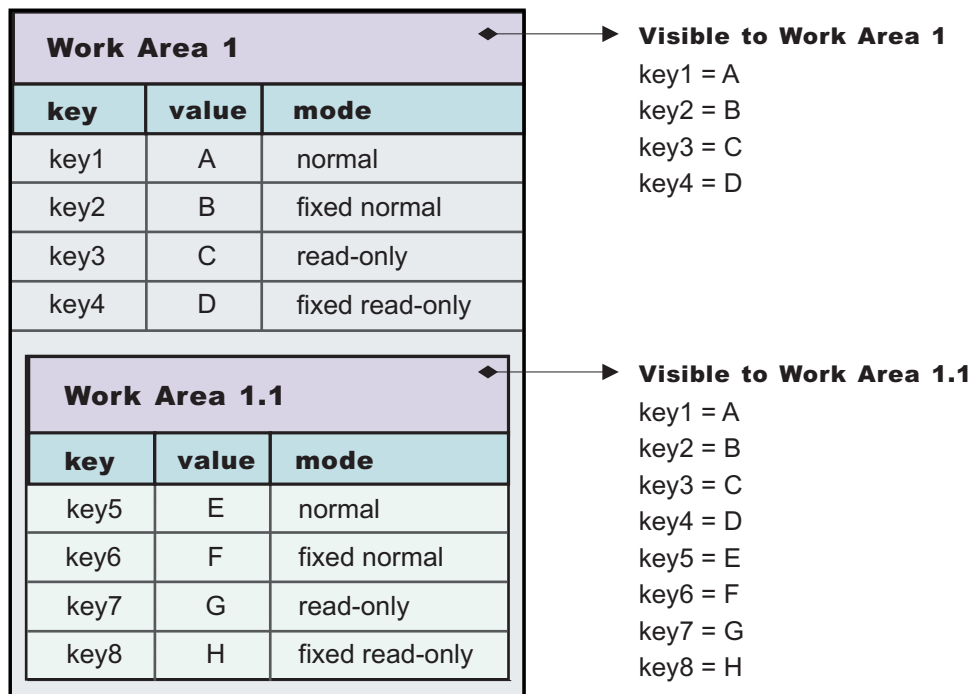 Work Area 1
key value mode
key1 A normal
key2 B fixed normal
key3 C read-only
key4 D fixed read-only
Visible to Work Area 1
key1 = A
key2 = B
key3 = C
key4 = D
Work Area 1.1
key value mode
key5 E normal
key6 F fixed normal
key7 G read-only
key8 H fixed read-only
Visible to Work Area 1.1
key1 = A
key2 = B
key3 = C
key4 = D
key5 = E
key6 = F
key7 = G
key8 = H